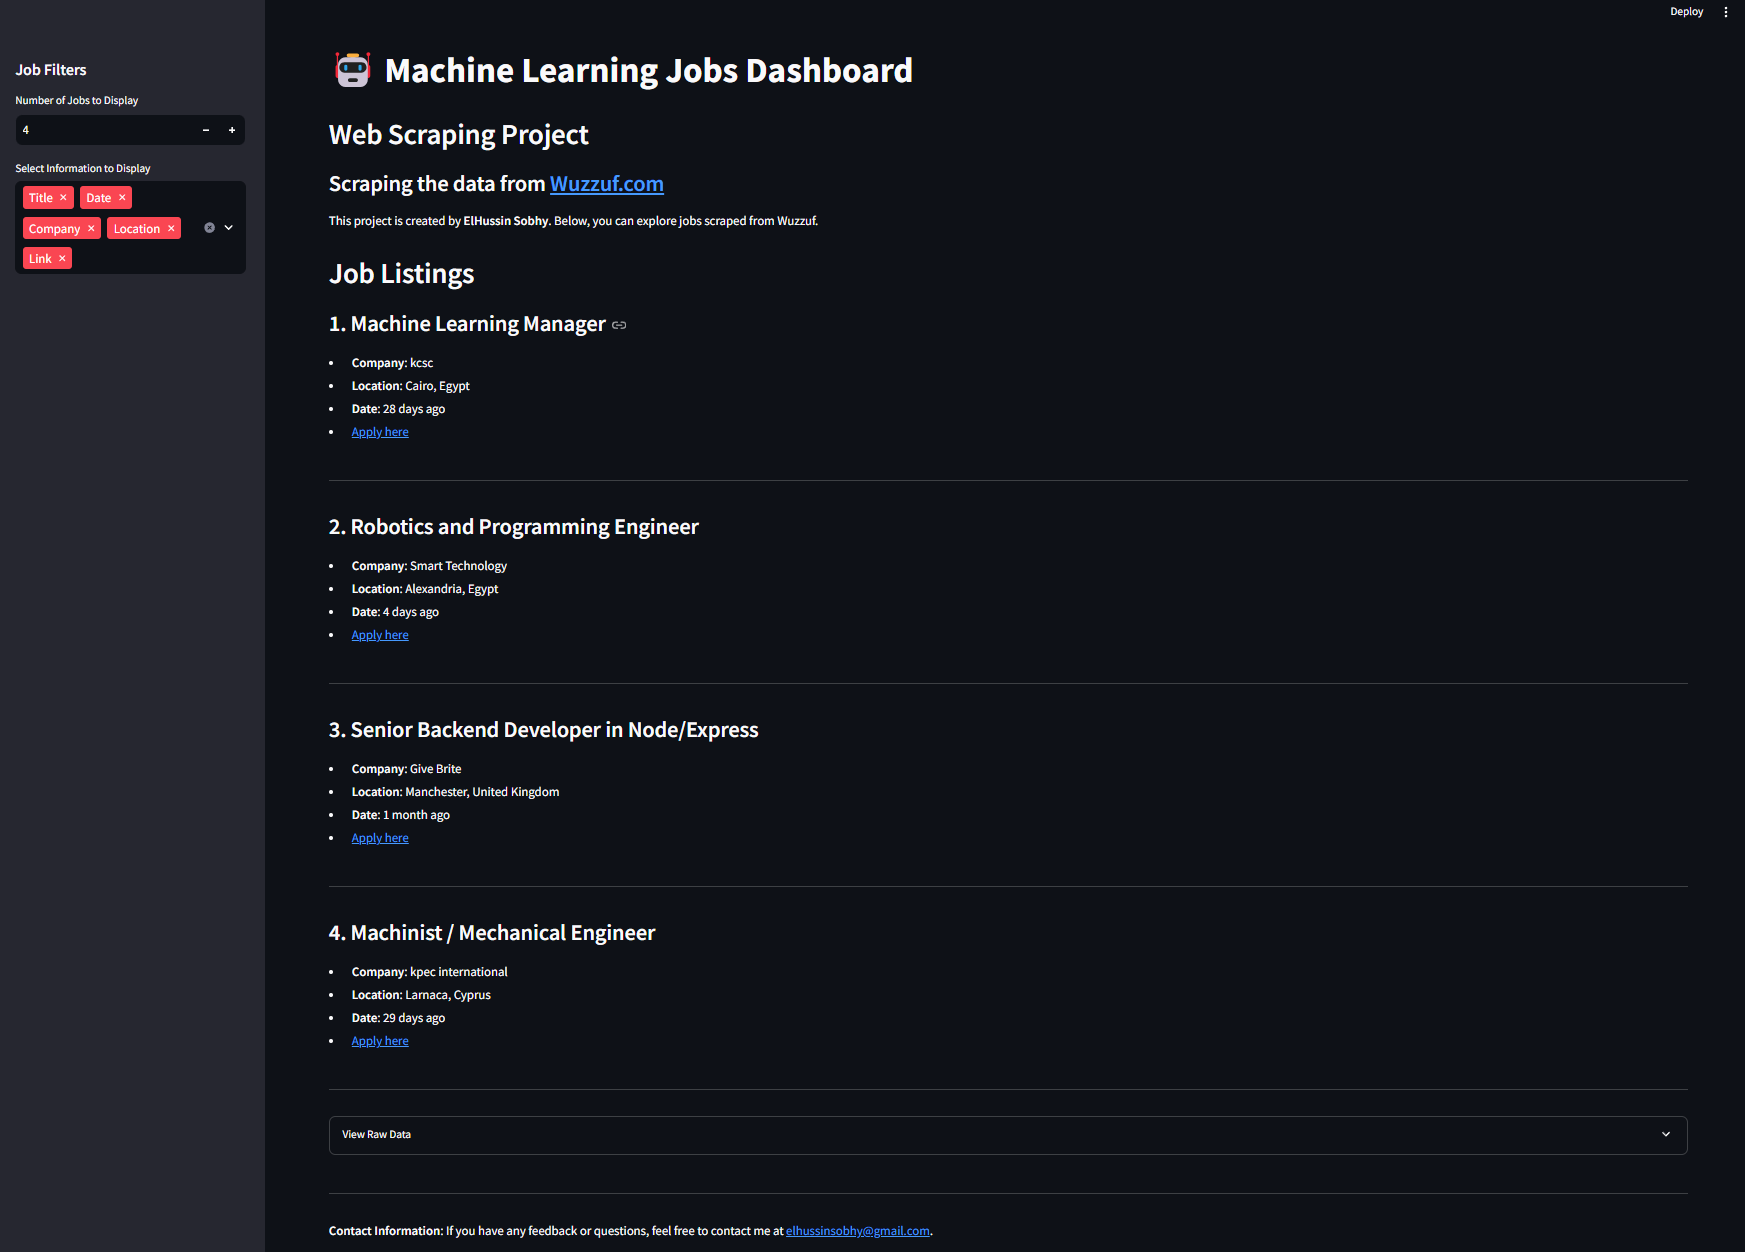 Deploy
Job Filters
Number of Jobs to Display
4
Select Information to Display
Title × Date ×
Company × Location ×
Link ×
Machine Learning Jobs Dashboard
Web Scraping Project
Scraping the data from Wuzzuf.com
This project is created by ElHussin Sobhy. Below, you can explore jobs scraped from Wuzzuf.
Job Listings
1. Machine Learning Manager
• Company: kcsc
• Location: Cairo, Egypt
• Date: 28 days ago
• Apply here
2. Robotics and Programming Engineer
• Company: Smart Technology
• Location: Alexandria, Egypt
• Date: 4 days ago
• Apply here
3. Senior Backend Developer in Node/Express
• Company: Give Brite
• Location: Manchester, United Kingdom
• Date: 1 month ago
• Apply here
4. Machinist / Mechanical Engineer
• Company: kpec international
• Location: Larnaca, Cyprus
• Date: 29 days ago
• Apply here
View Raw Data
Contact Information: If you have any feedback or questions, feel free to contact me at elhussinsobhy@gmail.com.